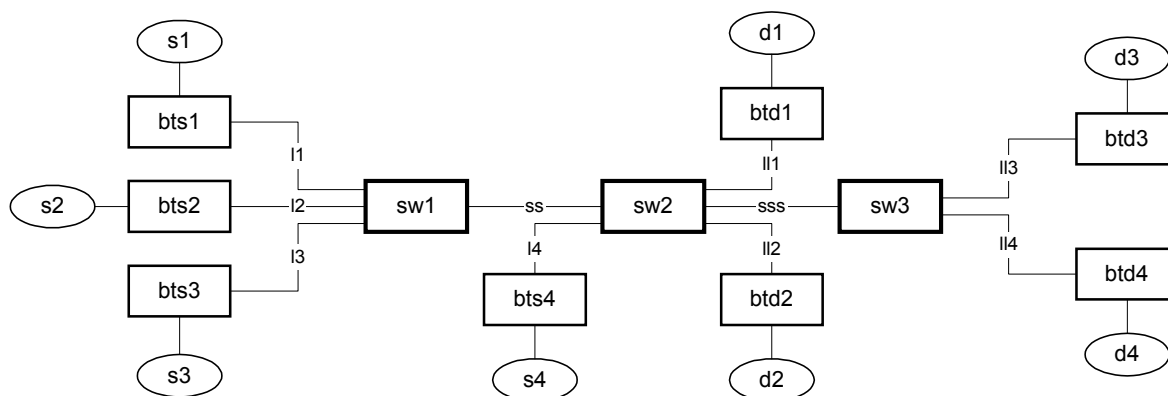 s1
d1
d3
bts1
btd1
btd3
l1
ll1
ll3
s2
bts2
l2
sw1
ss
sw2
sss
sw3
l3
l4
ll2
ll4
bts3
bts4
btd2
btd4
s3
s4
d2
d4